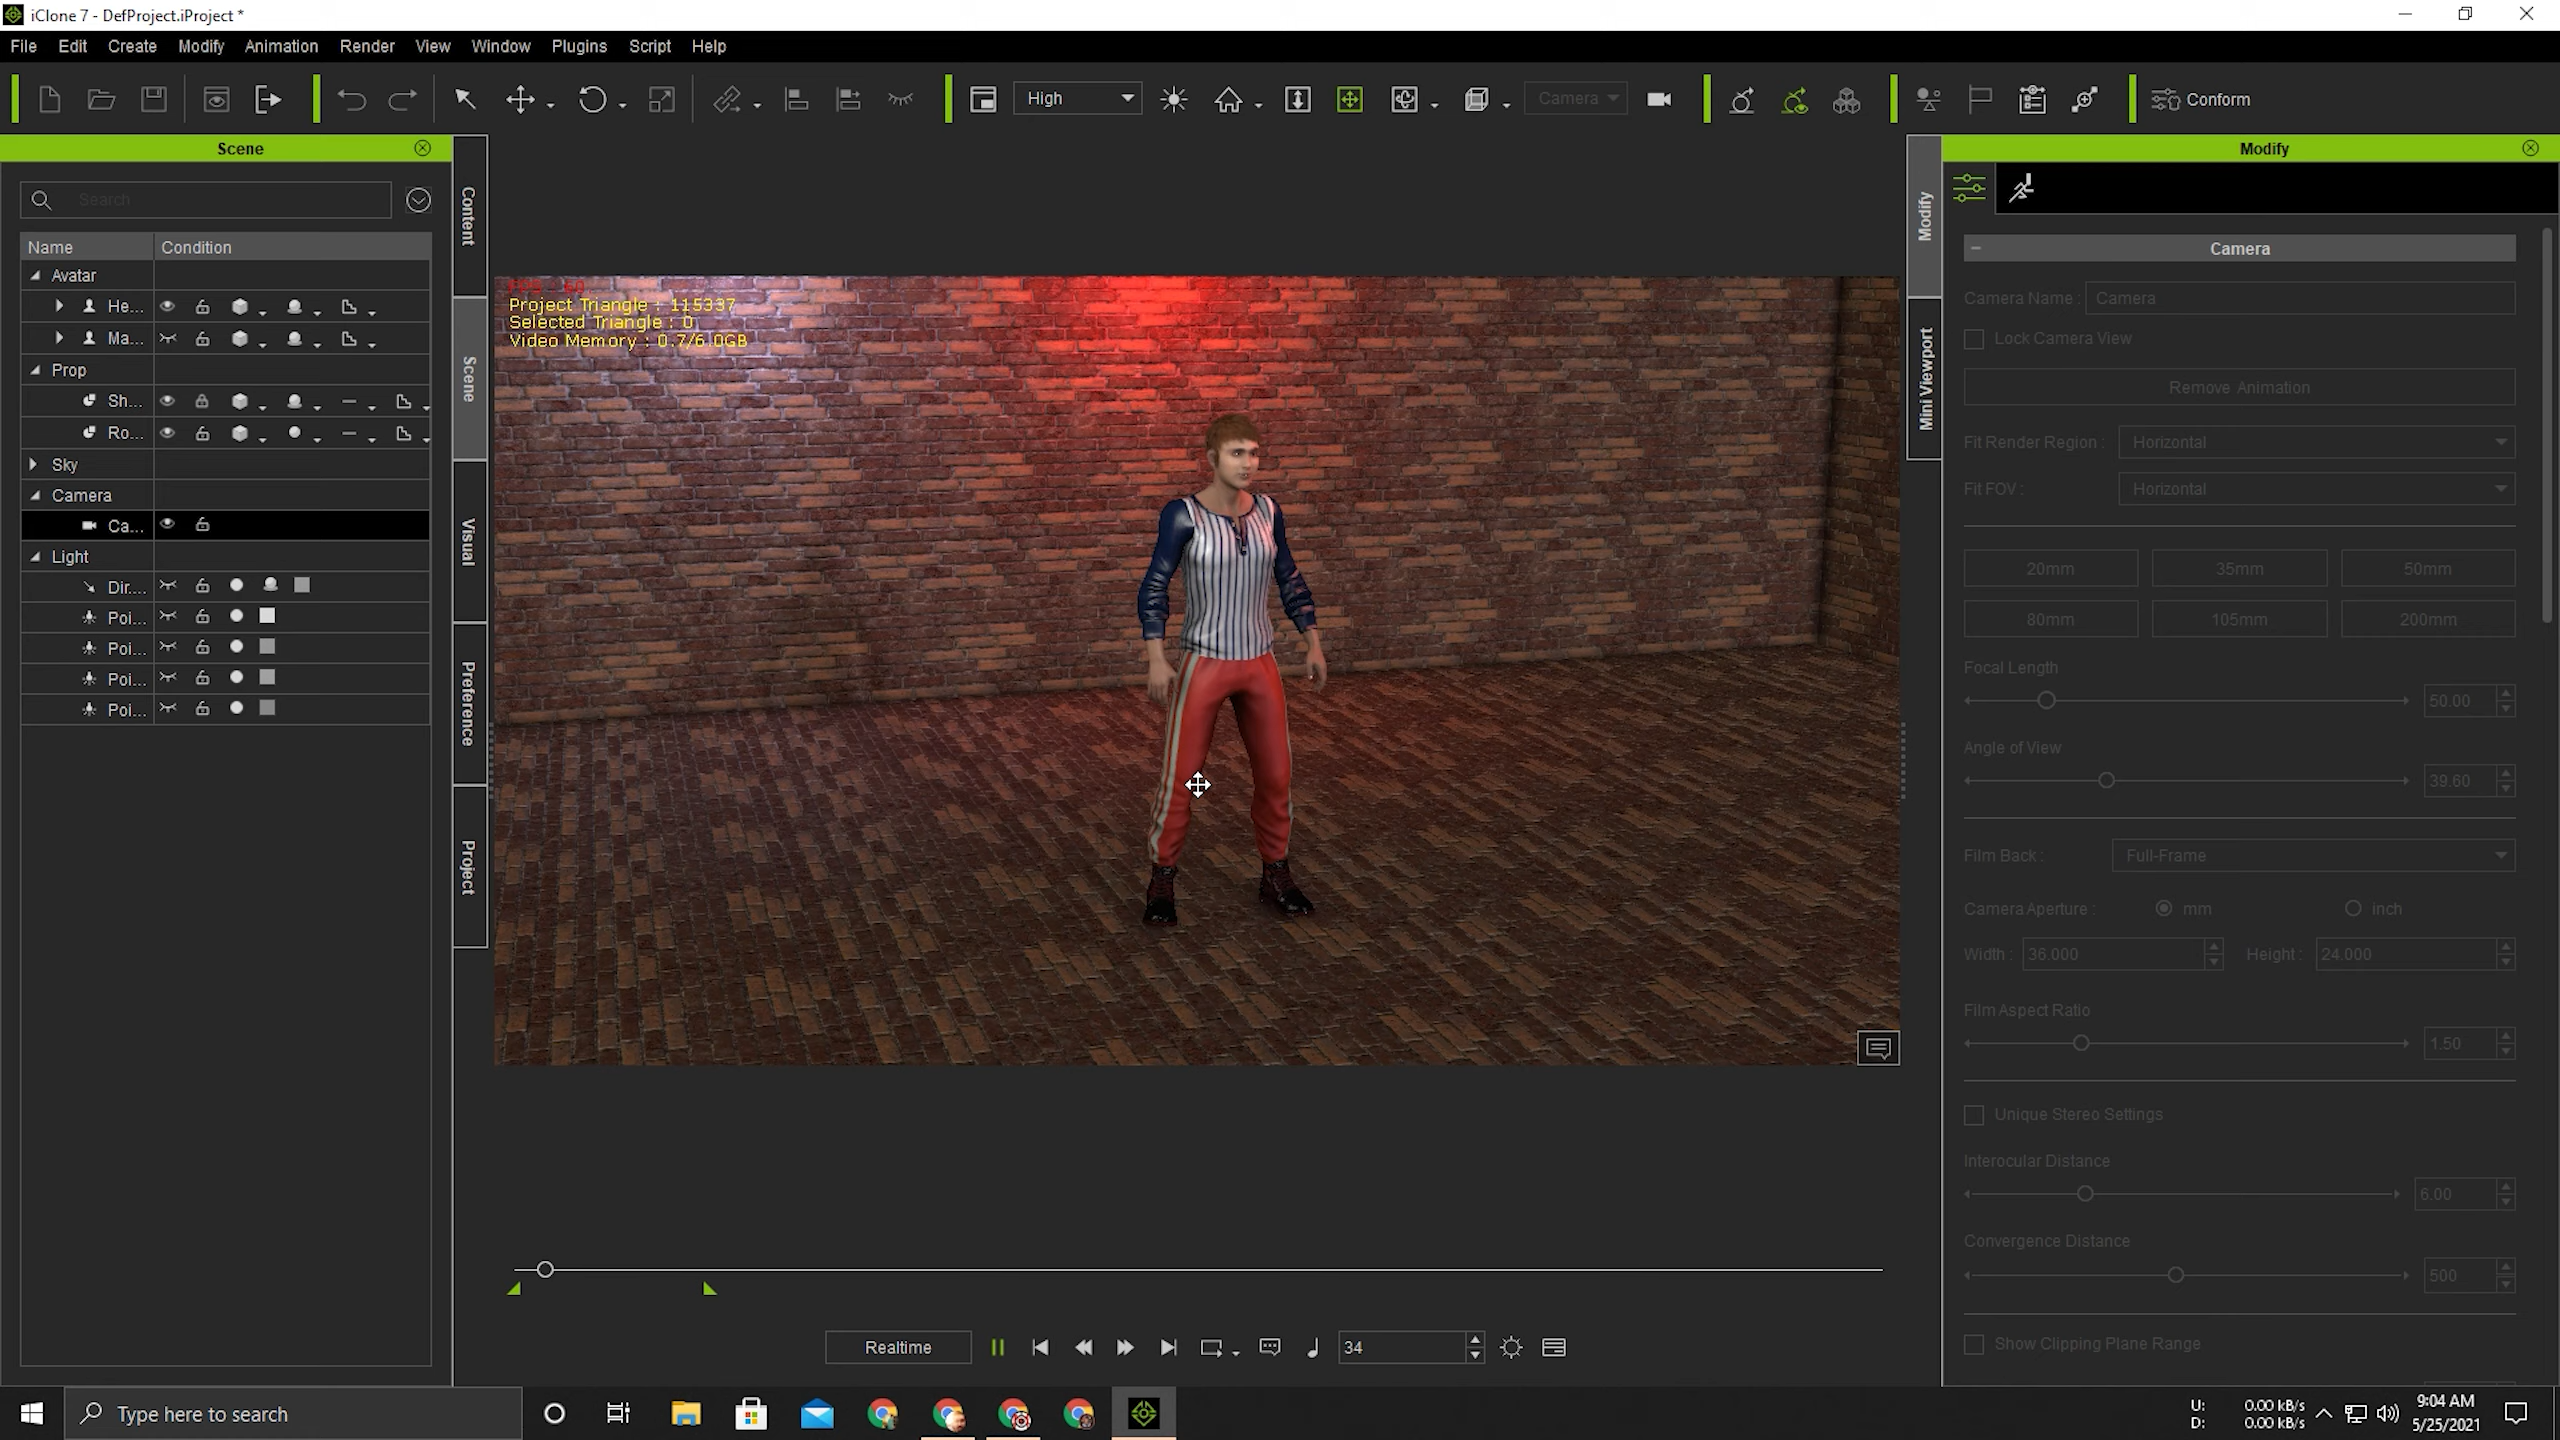 iClone 7 - DefProject.iProject *
File Edit Create Modify Animation Render View Window Plugins Script Help
High
Camera
Conform
Scene
Search
Name Condition
Avatar
He...
Ma...
Prop
Sh...
Ro...
Sky
Camera
Ca...
Light
Dir....
Poi...
Poi...
Poi...
Poi...
Content
Scene
Visual
Preference
Project
Project Triangle : 115337
Selected Triangle : 0
Video Memory : 0.7/6.0GB
Realtime
34
Modify
Mini Viewport
Modify
Camera
Camera Name : Camera
Lock Camera View
Remove Animation
Fit Render Region : Horizontal
Fit FOV : Horizontal
20mm 35mm 50mm
80mm 105mm 200mm
Focal Length
50.00
Angle of View
39.60
Film Back : Full-Frame
Camera Aperture : mm inch
Width : 36.000 Height : 24.000
Film Aspect Ratio
1.50
Unique Stereo Settings
Interocular Distance
6.00
Convergence Distance
500
Show Clipping Plane Range
Type here to search
U: 0.00 kB/s
D: 0.00 kB/s
9:04 AM
5/25/2021